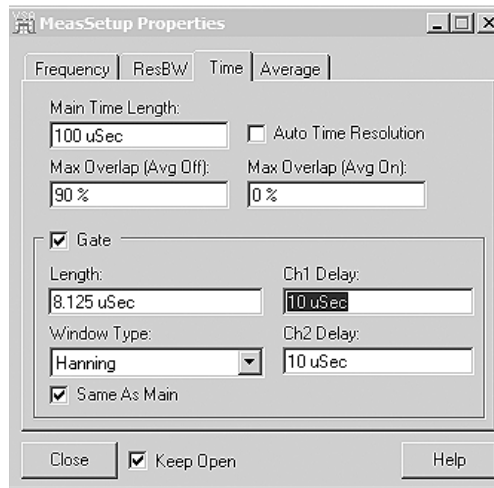 VSA
MeasSetup Properties
Frequency ResBW Time Average
Main Time Length:
100 uSec Auto Time Resolution
Max Overlap (Avg Off): Max Overlap (Avg On):
90 % 0 %
Gate
Length: Ch1 Delay:
8.125 uSec 10 uSec
Window Type: Ch2 Delay:
Hanning 10 uSec
Same As Main
Close Keep Open Help